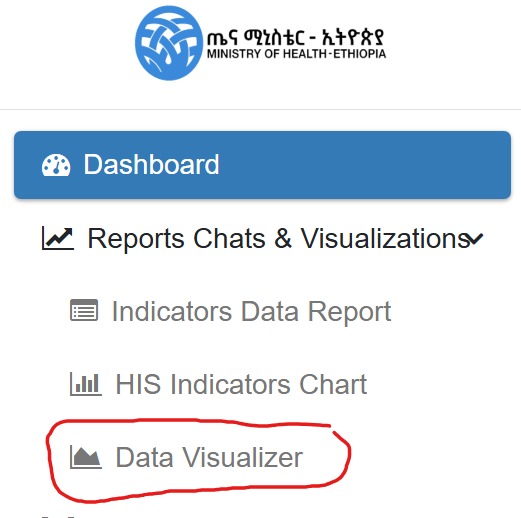 ጤና ሚኒስቴር - ኢትዮጵያ
MINISTRY OF HEALTH-ETHIOPIA
Dashboard
Reports Chats & Visualizations
Indicators Data Report
HIS Indicators Chart
Data Visualizer